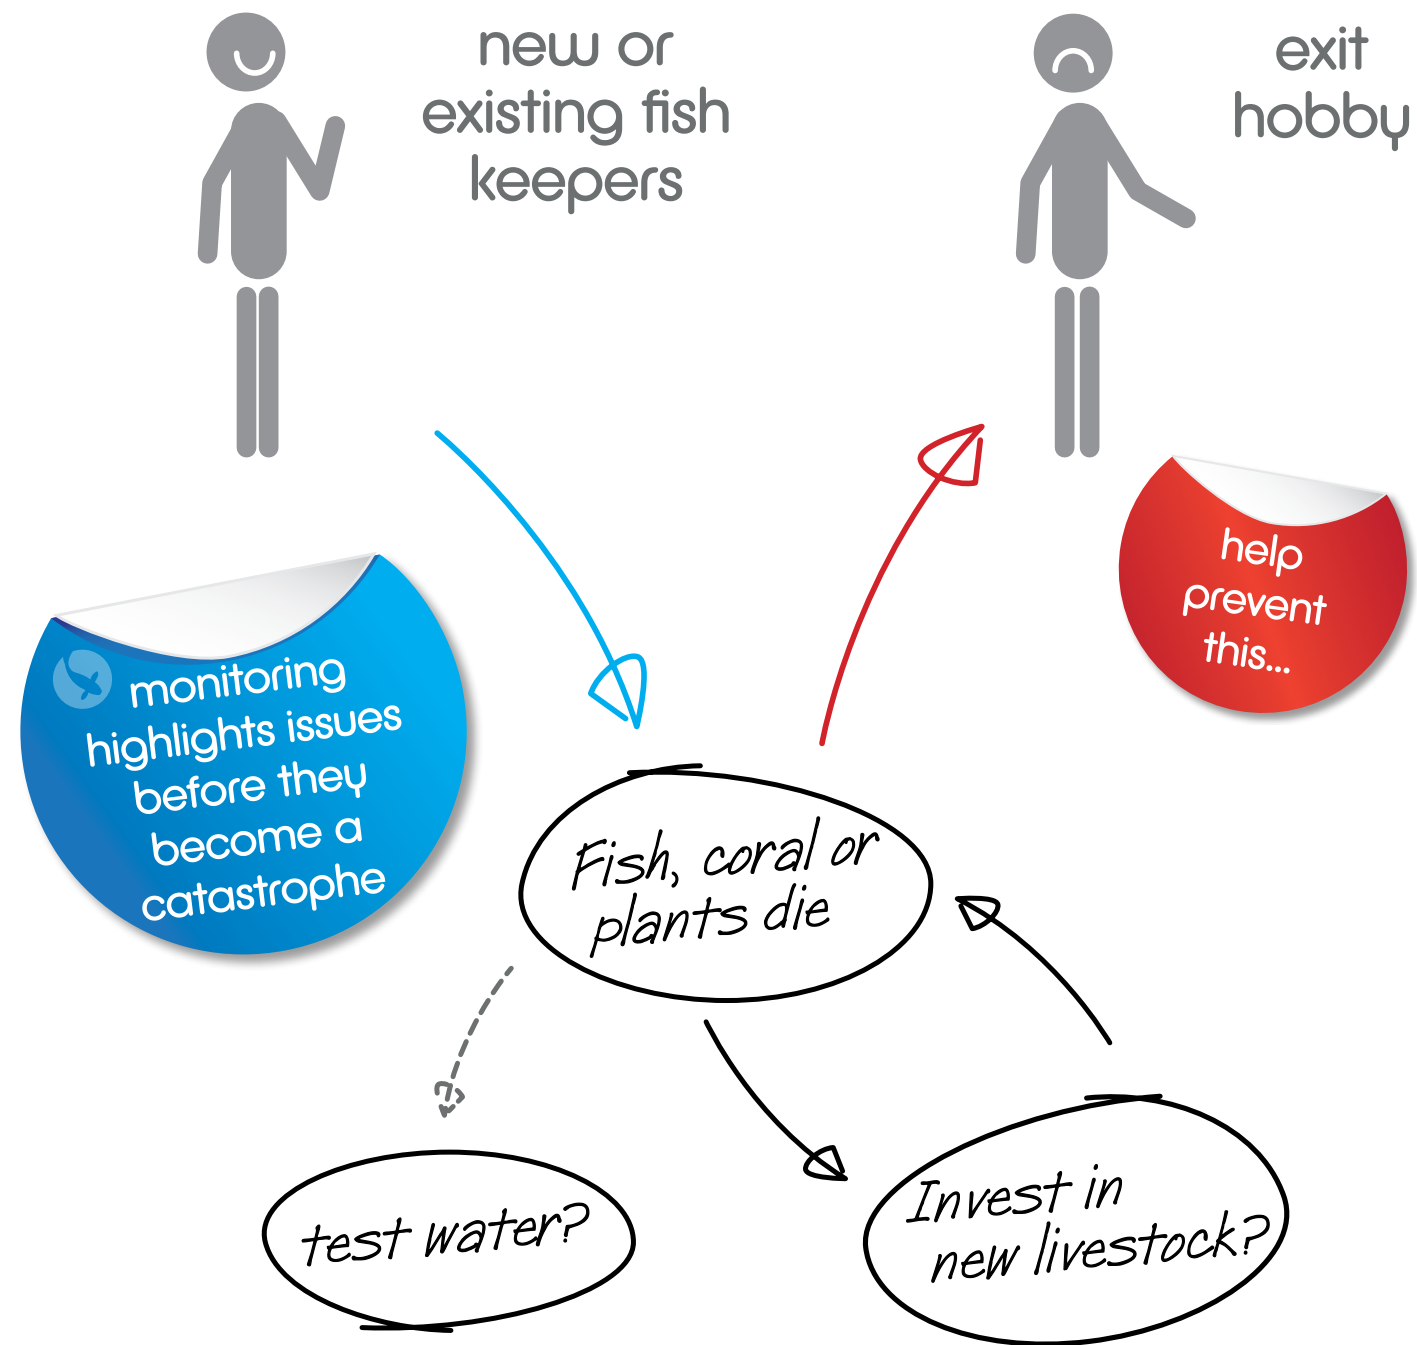 new or
existing fish
keepers
exit
hobby
help
prevent
this...
monitoring
highlights issues
before they
become a
catastrophe
Fish, coral or
plants die
test water?
Invest in
new livestock?